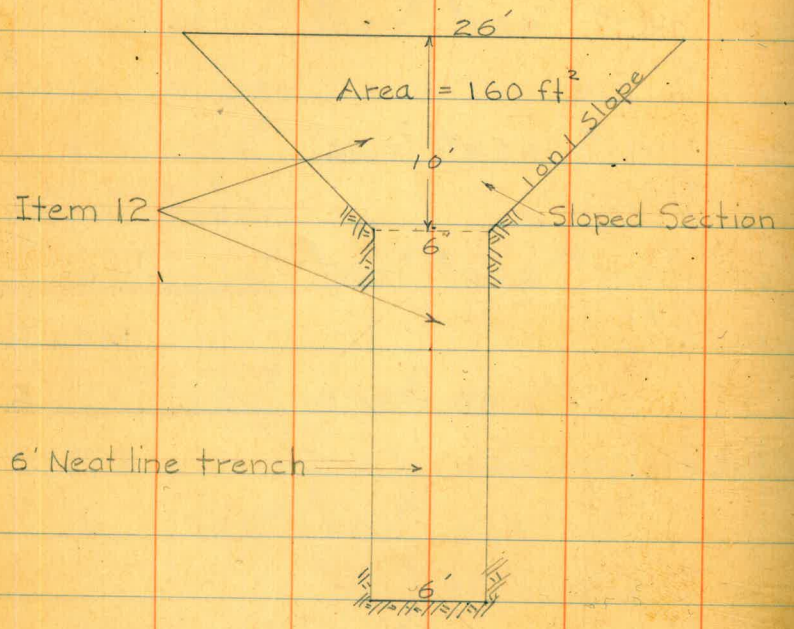 26'
Area = 160 ft²
10'
1 on 1 Slope
Item 12
Sloped Section
6'
6' Neat line trench
6'